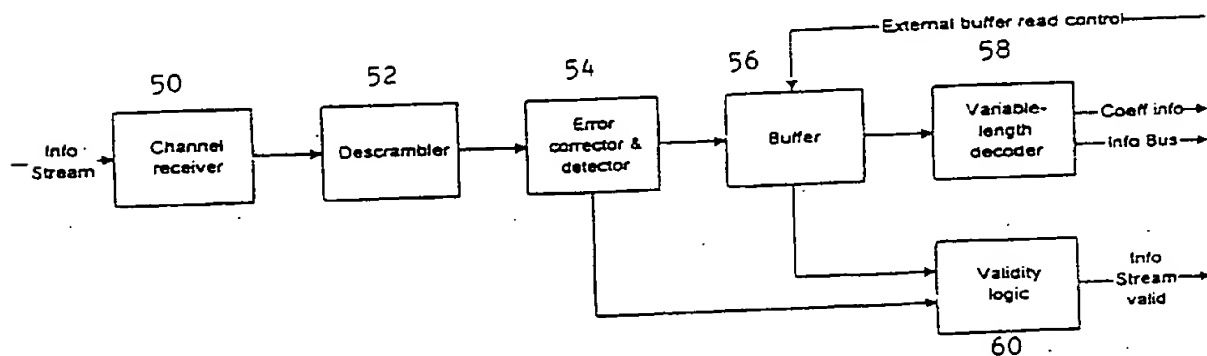 External buffer read control
50
52
54
56
58
Info
Stream
Channel
receiver
Descrambler
Error
corrector &
detector
Buffer
Variable-
length
decoder
Coeff info
Info Bus
Validity
logic
Info
Stream
valid
60